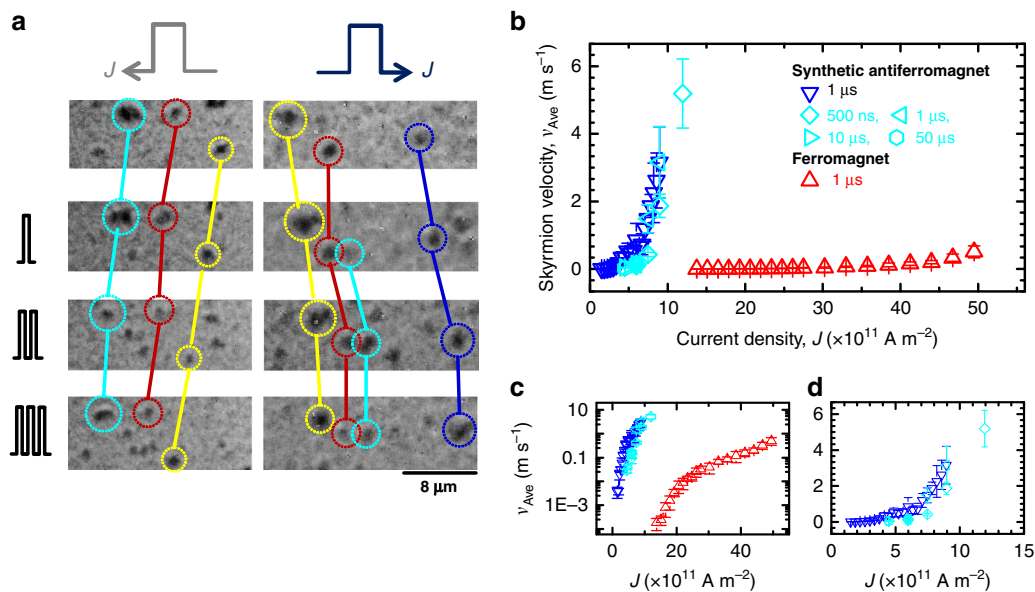 a
J
J
8 μm
b
Skyrmion velocity, vAve (m s−1)
6
4
2
0
Synthetic antiferromagnet
1 μs
500 ns, 1 μs,
10 μs, 50 μs
Ferromagnet
1 μs
0 10 20 30 40 50
Current density, J (×10¹¹ A m−2)
c
vAve (m s−1)
10
0.1
1E−3
0 20 40
J (×10¹¹ A m−2)
d
6
4
2
0
0 5 10 15
J (×10¹¹ A m−2)